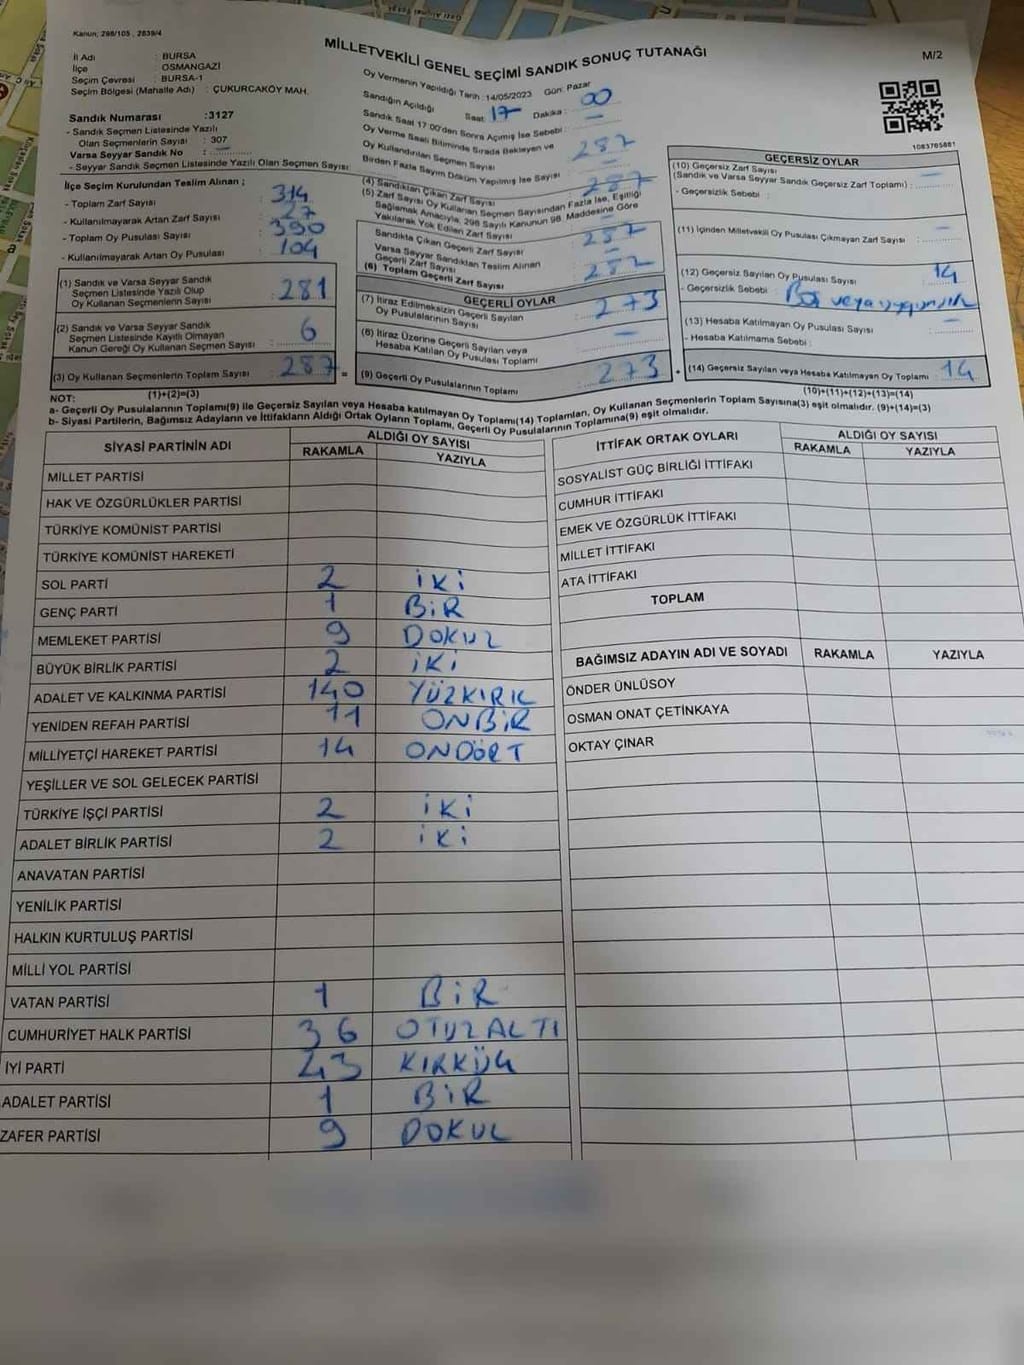 Kanun; 298/105 , 2839/4
MİLLETVEKİLİ GENEL SEÇİMİ SANDIK SONUÇ TUTANAĞI
M/2
İl Adı : BURSA
İlçe : OSMANGAZİ
Seçim Çevresi : BURSA-1
Seçim Bölgesi (Mahalle Adı) : ÇUKURCAKÖY MAH.
Sandık Numarası :3127
- Sandık Seçmen Listesinde Yazılı
Olan Seçmenlerin Sayısı : 307
Varsa Seyyar Sandık No : –
- Seyyar Sandık Seçmen Listesinde Yazılı Olan Seçmen Sayısı:
Oy Vermenin Yapıldığı Tarih :14/05/2023 Gün: Pazar
Sandığın Açıldığı Saat: 17 Dakika: 00
Sandık Saat 17:00'den Sonra Açılmış İse Sebebi : –
Oy Verme Saati Bitiminde Sırada Bekleyen ve
Oy Kullandırılan Seçmen Sayısı : 287
Birden Fazla Sayım Döküm Yapılmış İse Sayısı : –
1083765881
İlçe Seçim Kurulundan Teslim Alınan ;
- Toplam Zarf Sayısı : 314
- Kullanılmayarak Artan Zarf Sayısı : 27
- Toplam Oy Pusulası Sayısı : 390
- Kullanılmayarak Artan Oy Pusulası : 104
(1) Sandık ve Varsa Seyyar Sandık
Seçmen Listesinde Yazılı Olup
Oy Kullanan Seçmenlerin Sayısı : 281
(2) Sandık ve Varsa Seyyar Sandık
Seçmen Listesinde Kayıtlı Olmayan
Kanun Gereği Oy Kullanan Seçmen Sayısı : 6
(3) Oy Kullanan Seçmenlerin Toplam Sayısı : 287 =
(1)+(2)=(3)
(4) Sandıktan Çıkan Zarf Sayısı : 287
(5) Zarf Sayısı Oy Kullanan Seçmen Sayısından Fazla İse, Eşitliği
Sağlamak Amacıyla, 298 Sayılı Kanunun 98. Maddesine Göre
Yakılarak Yok Edilen Zarf Sayısı : –
Sandıkta Çıkan Geçerli Zarf Sayısı : 287
Varsa Seyyar Sandıktan Teslim Alınan
Geçerli Zarf Sayısı : –
(6) Toplam Geçerli Zarf Sayısı : 287
GEÇERLİ OYLAR
(7) İtiraz Edilmeksizin Geçerli Sayılan
Oy Pusulalarının Sayısı : 273
(8) İtiraz Üzerine Geçerli Sayılan veya
Hesaba Katılan Oy Pusulası Toplamı : –
(9) Geçerli Oy Pusulalarının Toplamı : 273 +
GEÇERSİZ OYLAR
(10) Geçersiz Zarf Sayısı
(Sandık ve Varsa Seyyar Sandık Geçersiz Zarf Toplamı) : –
- Geçersizlik Sebebi :
(11) İçinden Milletvekili Oy Pusulası Çıkmayan Zarf Sayısı : –
(12) Geçersiz Sayılan Oy Pusulası Sayısı : 14
- Geçersizlik Sebebi : Boş veya
(13) Hesaba Katılmayan Oy Pusulası Sayısı : –
- Hesaba Katılmama Sebebi :
(14) Geçersiz Sayılan veya Hesaba Katılmayan Oy Toplamı : 14
(10)+(11)+(12)+(13)=(14)
NOT:
a- Geçerli Oy Pusulalarının Toplamı(9) ile Geçersiz Sayılan veya Hesaba katılmayan Oy Toplamı(14) Toplamları, Oy Kullanan Seçmenlerin Toplam Sayısına(3) eşit olmalıdır. (9)+(14)=(3)
b- Siyasi Partilerin, Bağımsız Adayların ve İttifakların Aldığı Ortak Oyların Toplamı, Geçerli Oy Pusulalarının Toplamına(9) eşit olmalıdır.
SİYASİ PARTİNİN ADI
ALDIĞI OY SAYISI
RAKAMLA YAZIYLA
MİLLET PARTİSİ
HAK VE ÖZGÜRLÜKLER PARTİSİ
TÜRKİYE KOMÜNİST PARTİSİ
TÜRKİYE KOMÜNİST HAREKETİ
SOL PARTİ 2 İKİ
GENÇ PARTİ 1 BİR
MEMLEKET PARTİSİ 9 DOKUZ
BÜYÜK BİRLİK PARTİSİ 2 İKİ
ADALET VE KALKINMA PARTİSİ 140 YÜZKIRK
YENİDEN REFAH PARTİSİ 11 ONBİR
MİLLİYETÇİ HAREKET PARTİSİ 14 ONDÖRT
YEŞİLLER VE SOL GELECEK PARTİSİ
TÜRKİYE İŞÇİ PARTİSİ 2 İKİ
ADALET BİRLİK PARTİSİ 2 İKİ
ANAVATAN PARTİSİ
YENİLİK PARTİSİ
HALKIN KURTULUŞ PARTİSİ
MİLLİ YOL PARTİSİ
VATAN PARTİSİ 1 BİR
CUMHURİYET HALK PARTİSİ 36 OTUZALTI
İYİ PARTİ 43 KIRKÜÇ
ADALET PARTİSİ 1 BİR
ZAFER PARTİSİ 9 DOKUZ
İTTİFAK ORTAK OYLARI
ALDIĞI OY SAYISI
RAKAMLA YAZIYLA
SOSYALİST GÜÇ BİRLİĞİ İTTİFAKI
CUMHUR İTTİFAKI
EMEK VE ÖZGÜRLÜK İTTİFAKI
MİLLET İTTİFAKI
ATA İTTİFAKI
TOPLAM
BAĞIMSIZ ADAYIN ADI VE SOYADI RAKAMLA YAZIYLA
ÖNDER ÜNLÜSOY
OSMAN ONAT ÇETİNKAYA
OKTAY ÇINAR